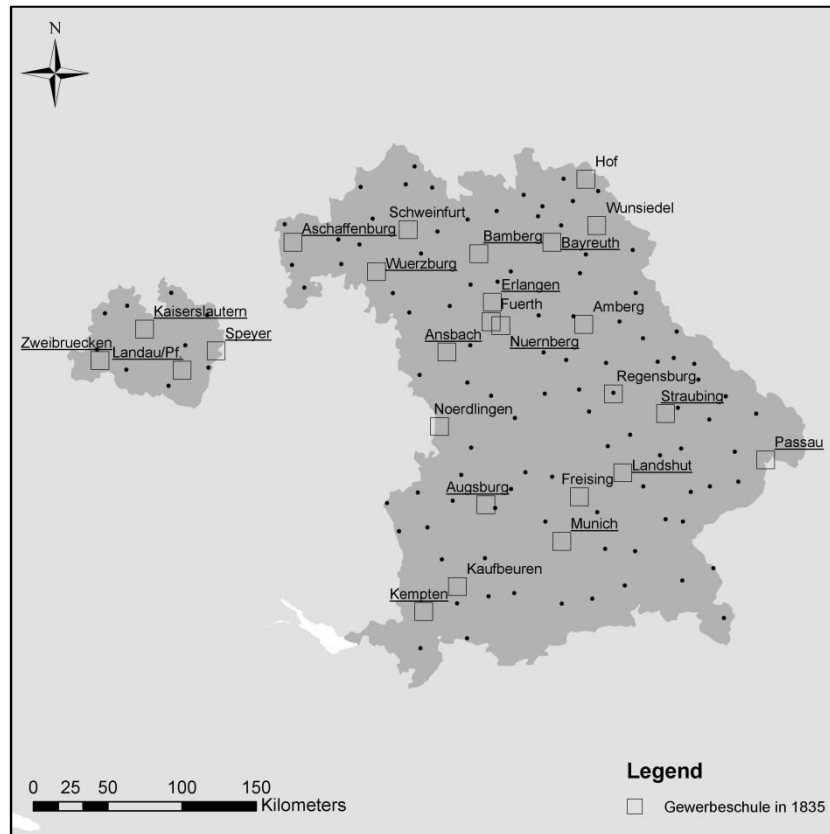 N
Hof
Wunsiedel
Schweinfurt
Aschaffenburg
Bamberg
Bayreuth
Wuerzburg
Erlangen
Fuerth
Amberg
Kaiserslautern
Speyer
Zweibruecken
Landau/Pf.
Ansbach
Nuernberg
Regensburg
Straubing
Noerdlingen
Passau
Landshut
Freising
Augsburg
Munich
Kaufbeuren
Kempten
Legend
0 25 50 100 150
Kilometers
Gewerbeschule in 1835